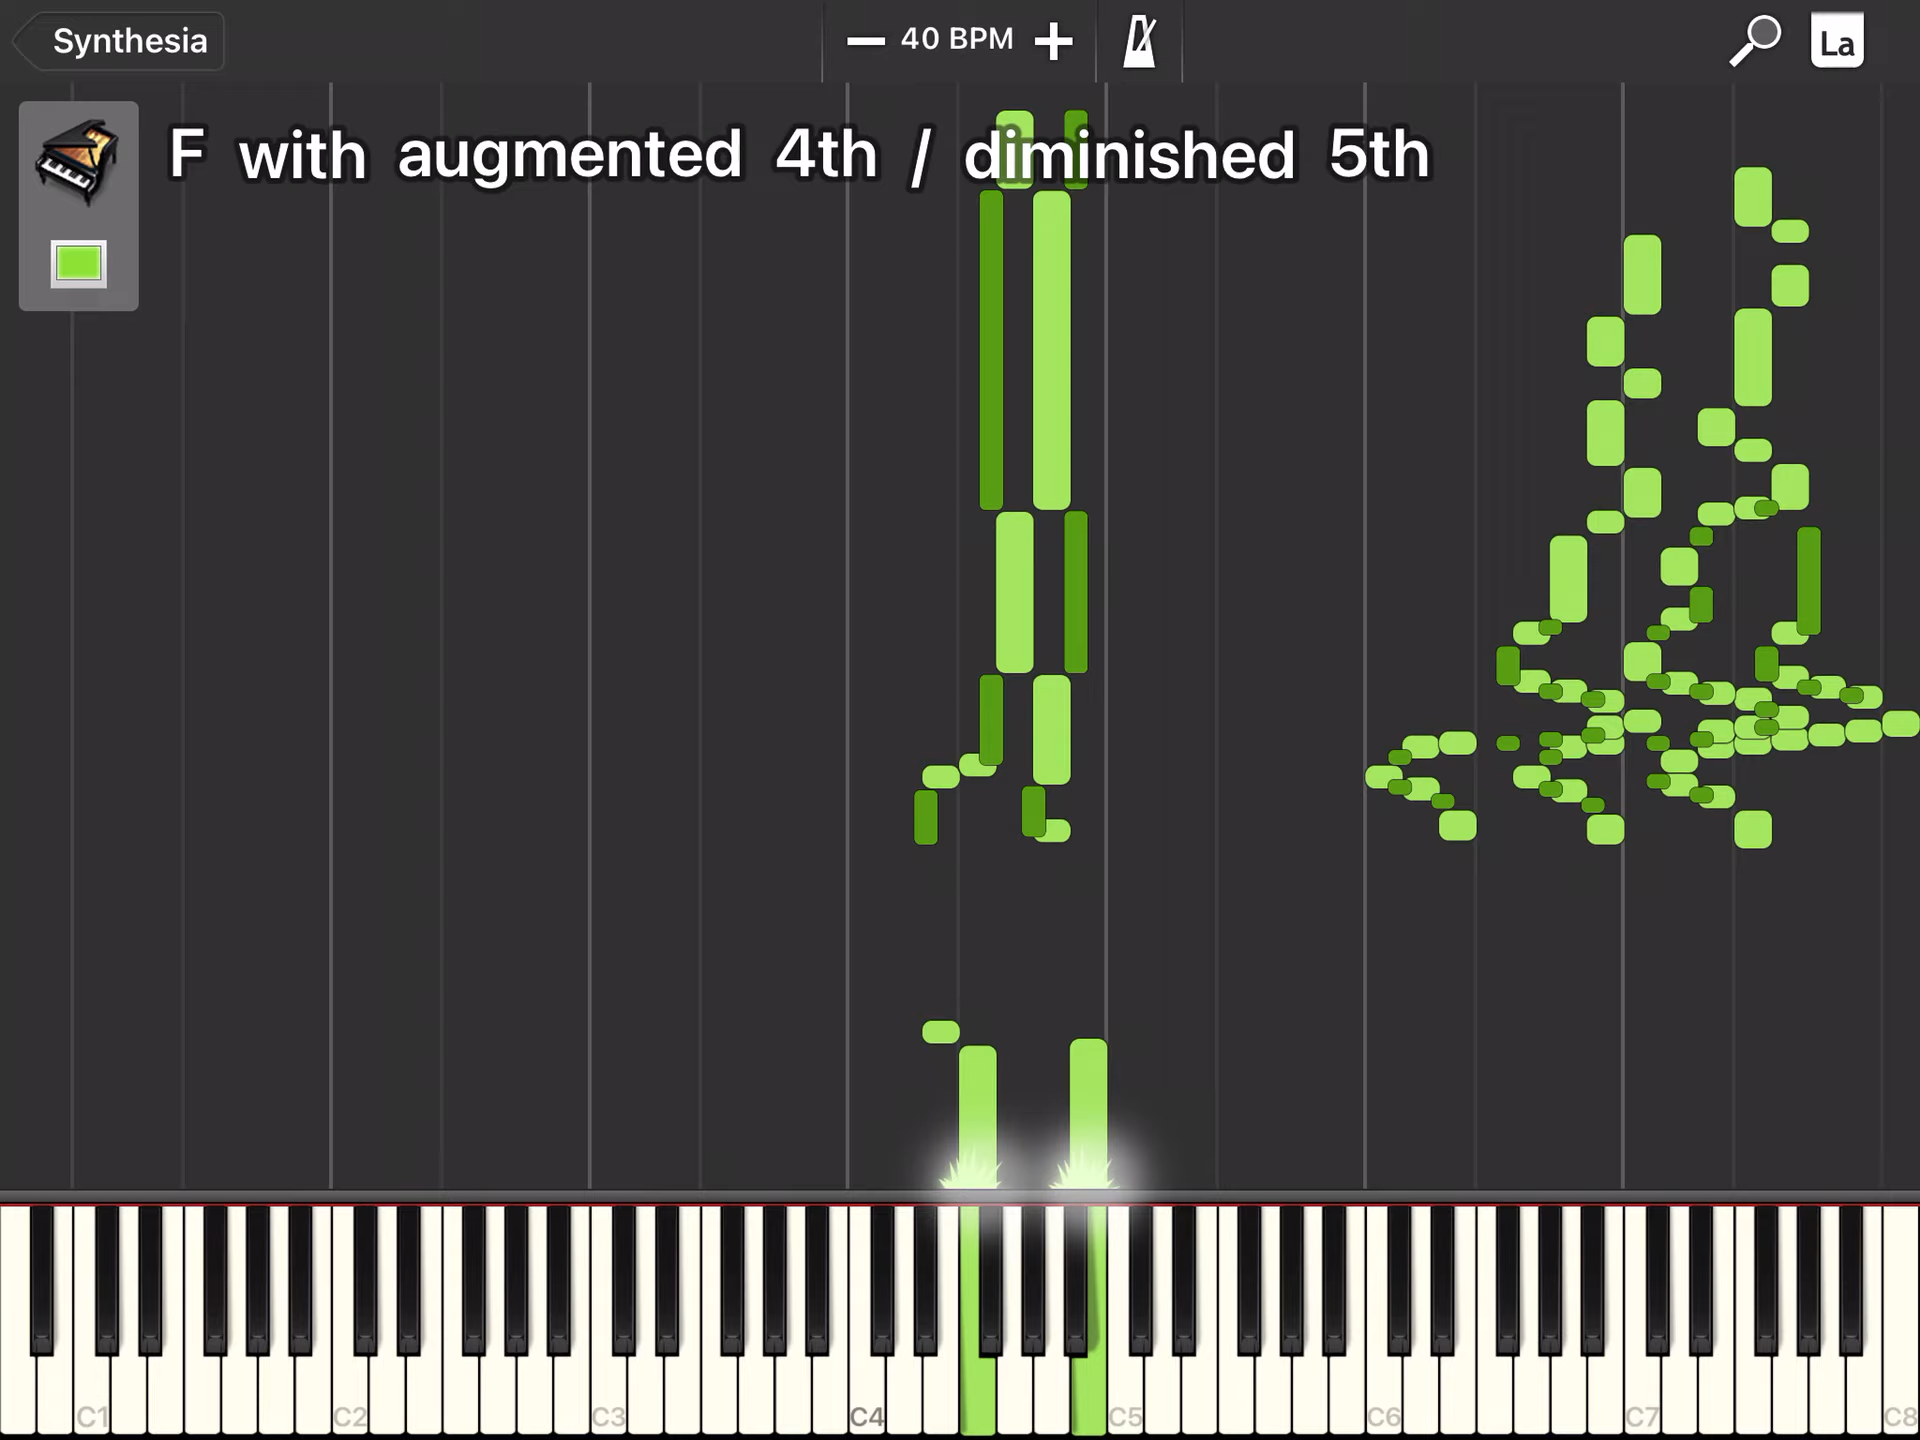 Synthesia
40 BPM
La
F with augmented 4th / diminished 5th
C1 C2 C3 C4 C5 C6 C7 C8